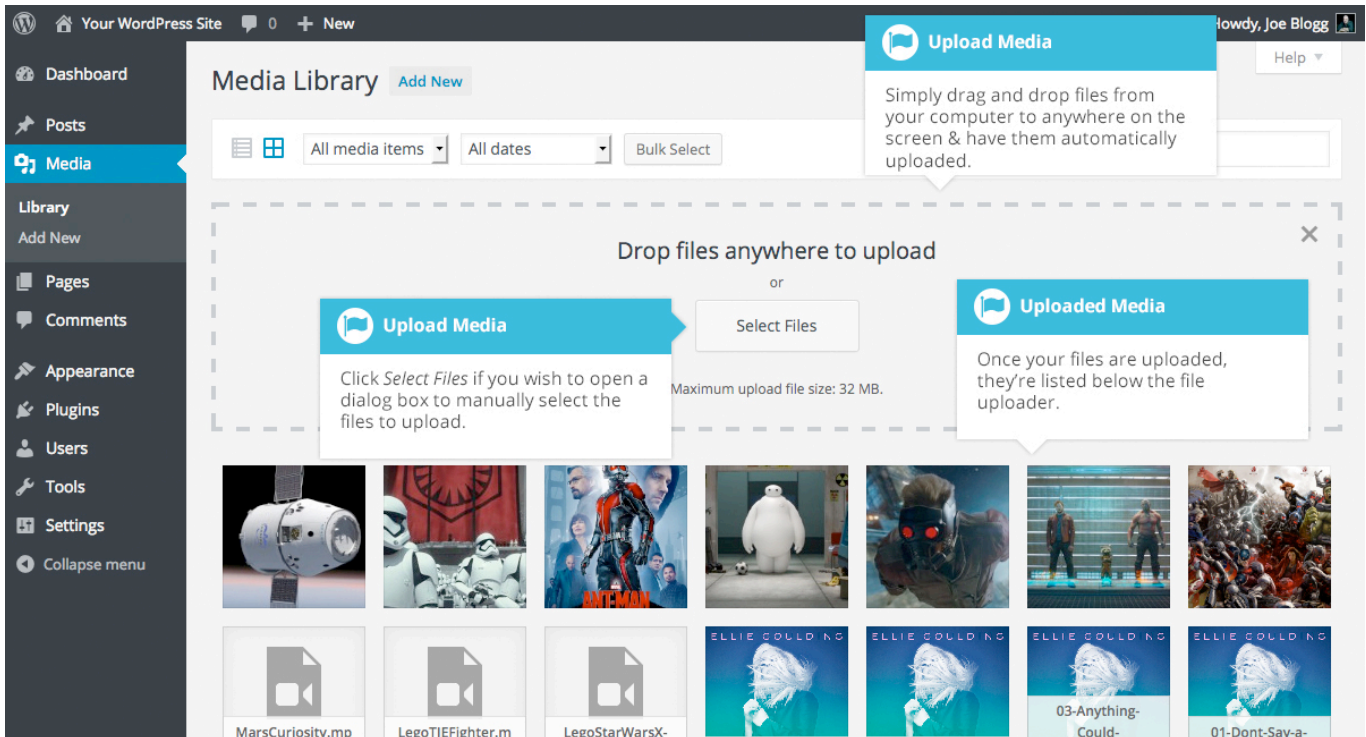 Your WordPress Site 0 + New
Howdy, Joe Blogg
Help
Dashboard
Posts
Media
Library
Add New
Pages
Comments
Appearance
Plugins
Users
Tools
Settings
Collapse menu
Media Library Add New
All media items All dates Bulk Select
Upload Media
Simply drag and drop files from
your computer to anywhere on the
screen & have them automatically
uploaded.
Drop files anywhere to upload
or
Select Files
Maximum upload file size: 32 MB.
Upload Media
Click Select Files if you wish to open a
dialog box to manually select the
files to upload.
Uploaded Media
Once your files are uploaded,
they're listed below the file
uploader.
ANT-MAN
ELLIE GOULDING
ELLIE GOULDING
ELLIE GOULDING
ELLIE GOULDING
MarsCuriosity.mp
LegoTIEFighter.m
LegoStarWarsX-
03-Anything-
Could-
01-Dont-Say-a-